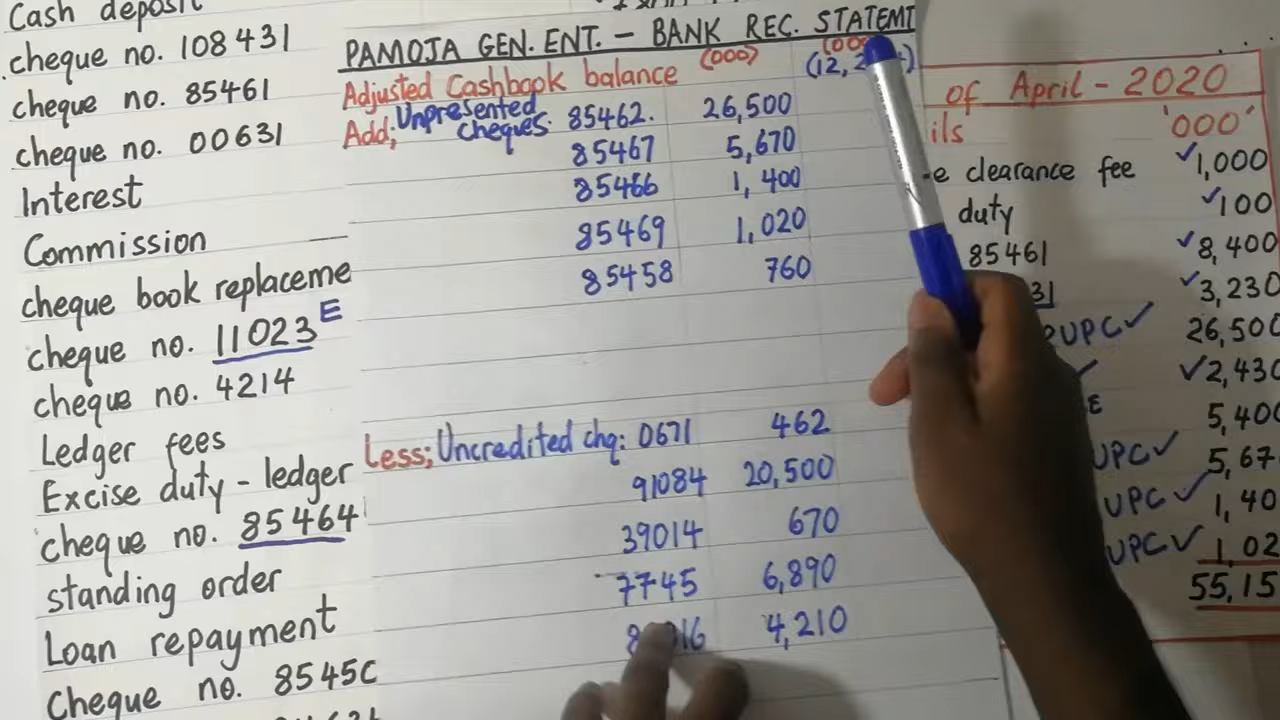 Cash deposit
cheque no. 108431
cheque no. 85461
cheque no. 00631
Interest
Commission
cheque book replaceme
cheque no. 11023 E
cheque no. 4214
Ledger fees
Excise duty - ledger
cheque no. 85464
standing order
Loan repayment
Cheque no. 8545C
PAMOJA GEN. ENT. - BANK REC. STATEMT
Adjusted Cashbook balance (000)
Add; Unpresented cheques: 85462. 26,500
85467 5,670
85466 1,400
85469 1,020
85458 760
Less; Uncredited chq: 0671 462
91084 20,500
39014 670
7745 6,890
4,210
of April - 2020
ils '000'
e clearance fee ✓1,000
duty ✓100
85461 ✓8,400
31 ✓3,230
UPC✓ 26,500
✓2,430
E 5,400
UPC✓ 5,67
UPC✓ 1,40
UPC✓ 1,02
55,15